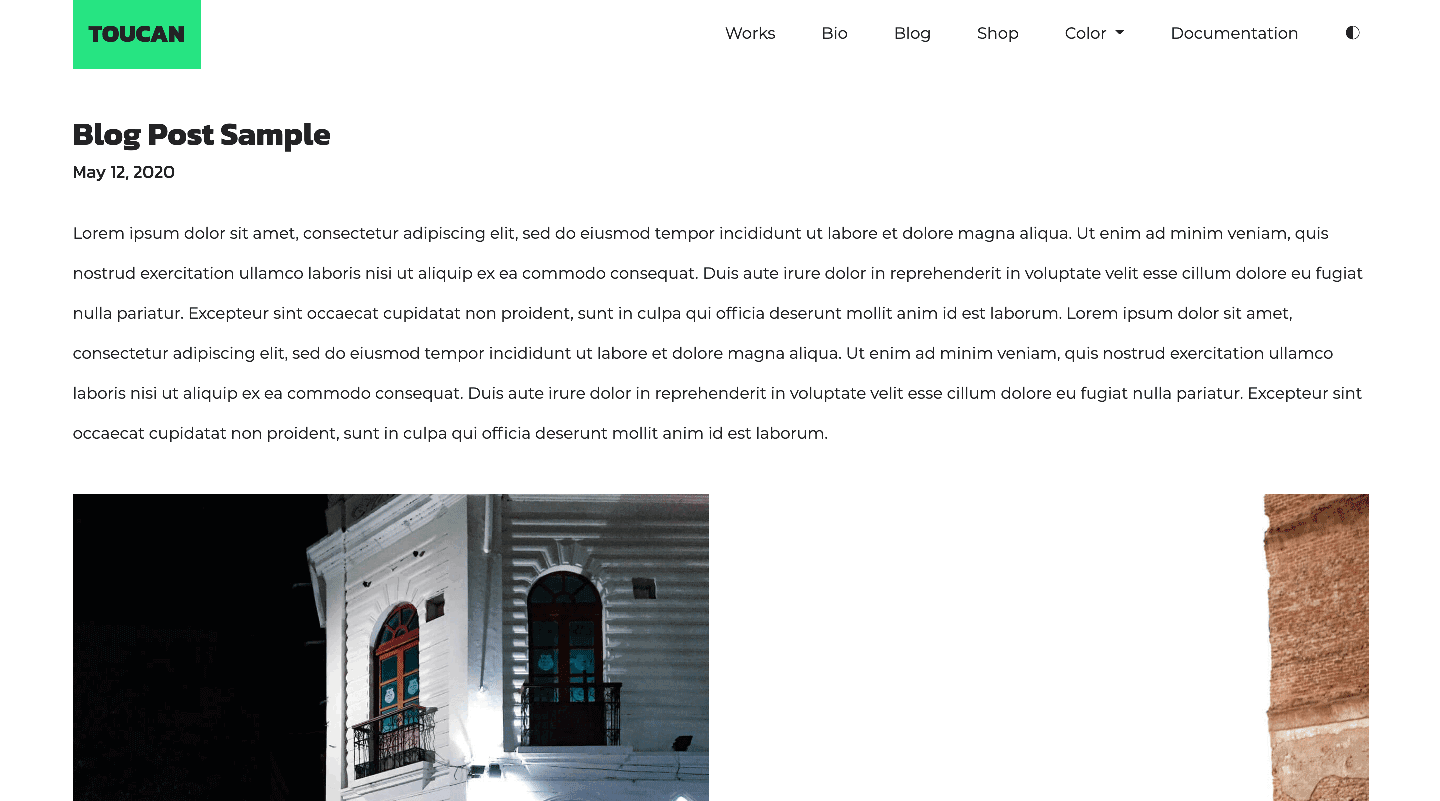 TOUCAN
Works Bio Blog Shop Color Documentation
Blog Post Sample
May 12, 2020
Lorem ipsum dolor sit amet, consectetur adipiscing elit, sed do eiusmod tempor incididunt ut labore et dolore magna aliqua. Ut enim ad minim veniam, quis
nostrud exercitation ullamco laboris nisi ut aliquip ex ea commodo consequat. Duis aute irure dolor in reprehenderit in voluptate velit esse cillum dolore eu fugiat
nulla pariatur. Excepteur sint occaecat cupidatat non proident, sunt in culpa qui officia deserunt mollit anim id est laborum. Lorem ipsum dolor sit amet,
consectetur adipiscing elit, sed do eiusmod tempor incididunt ut labore et dolore magna aliqua. Ut enim ad minim veniam, quis nostrud exercitation ullamco
laboris nisi ut aliquip ex ea commodo consequat. Duis aute irure dolor in reprehenderit in voluptate velit esse cillum dolore eu fugiat nulla pariatur. Excepteur sint
occaecat cupidatat non proident, sunt in culpa qui officia deserunt mollit anim id est laborum.